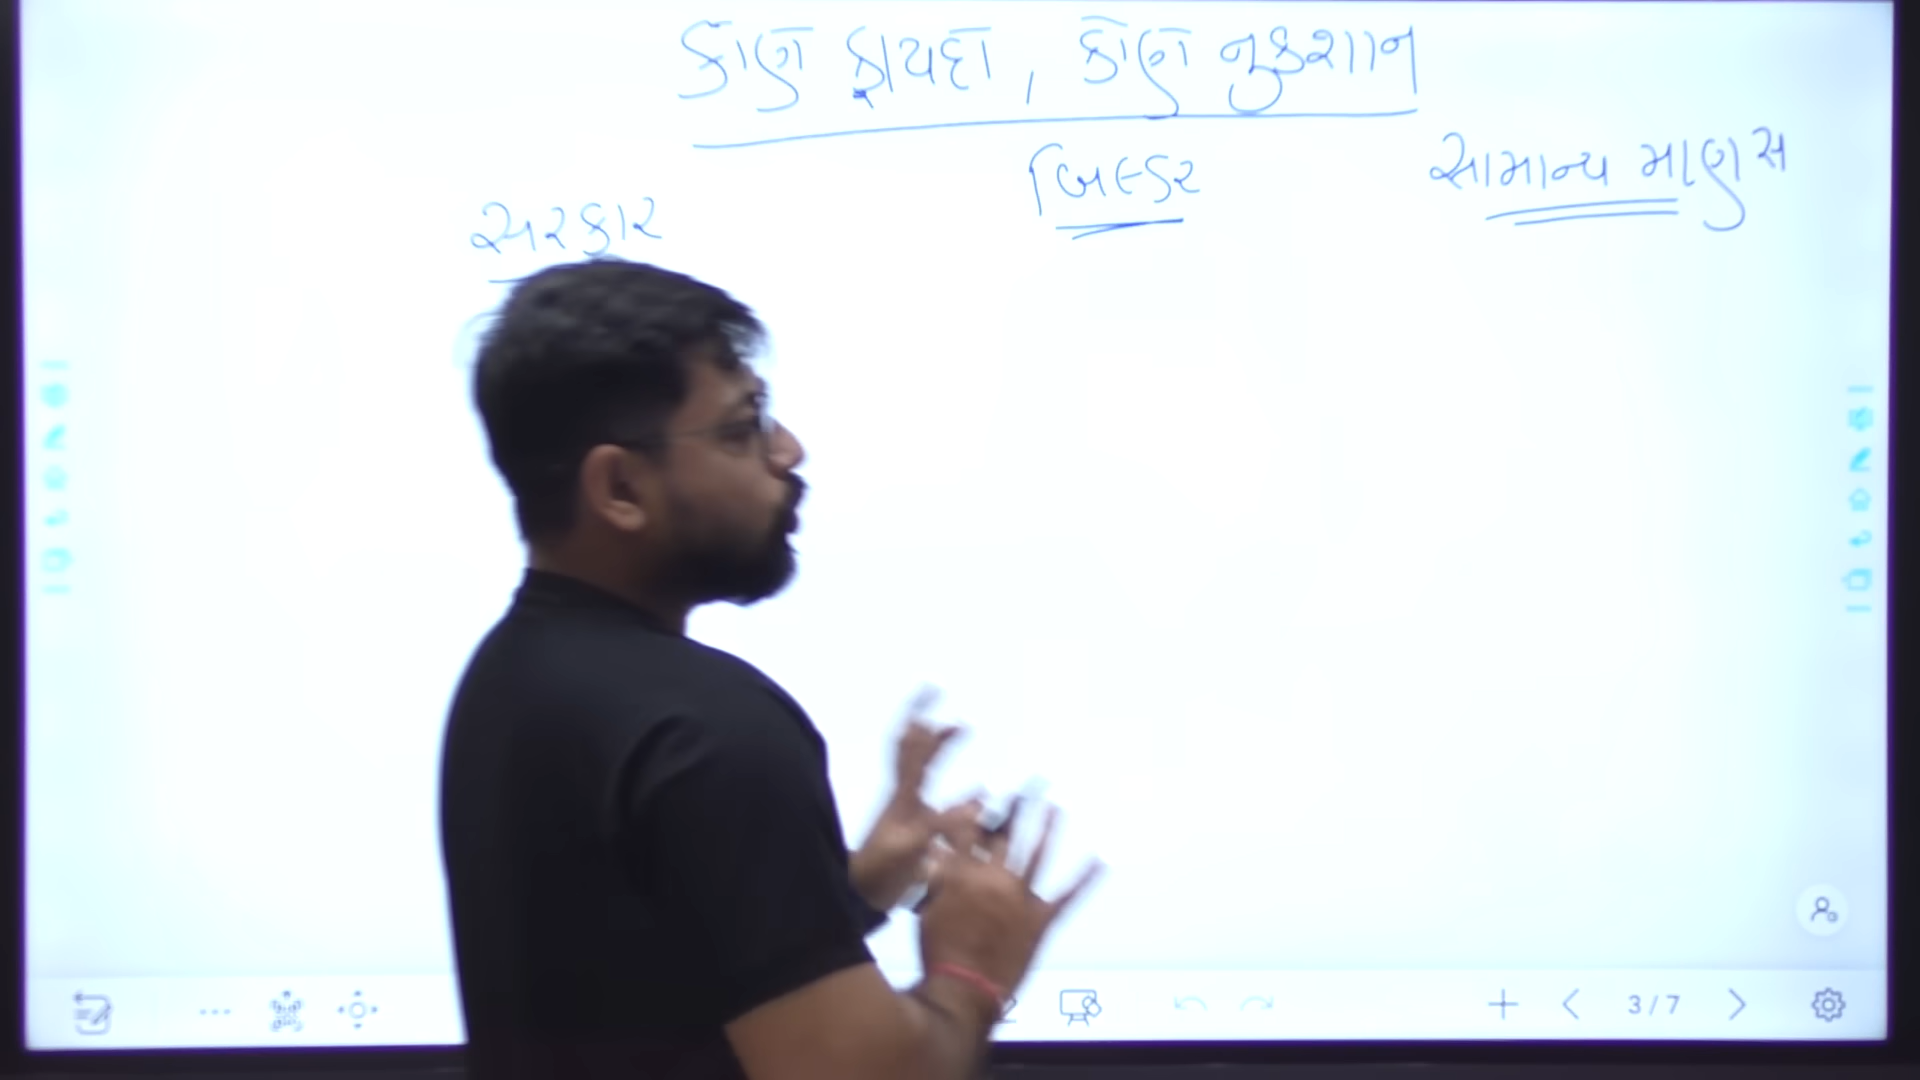 કોણ ફાયદા, કોણ નુકશાન
સરકાર
બિલ્ડર
સામાન્ય માણસ
3/7